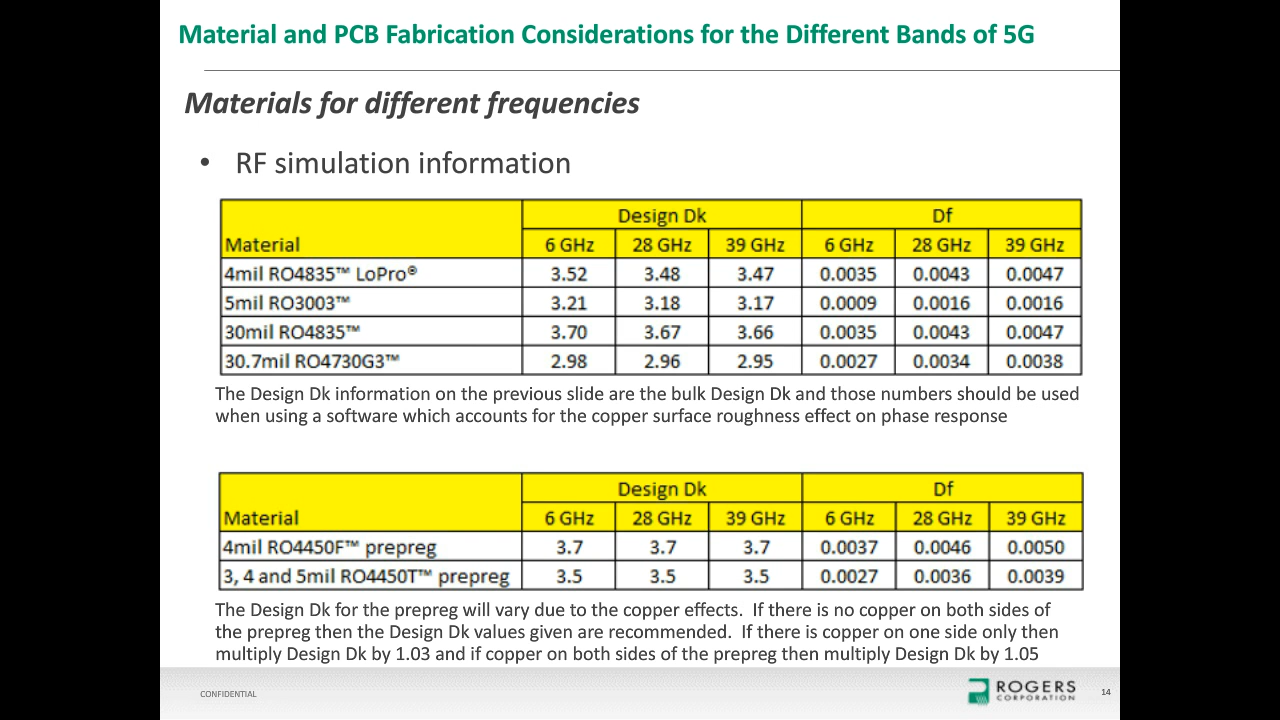 Material and PCB Fabrication Considerations for the Different Bands of 5G
Materials for different frequencies
• RF simulation information
Design Dk Df
Material 6 GHz 28 GHz 39 GHz 6 GHz 28 GHz 39 GHz
4mil RO4835™ LoPro® 3.52 3.48 3.47 0.0035 0.0043 0.0047
5mil RO3003™ 3.21 3.18 3.17 0.0009 0.0016 0.0016
30mil RO4835™ 3.70 3.67 3.66 0.0035 0.0043 0.0047
30.7mil RO4730G3™ 2.98 2.96 2.95 0.0027 0.0034 0.0038
The Design Dk information on the previous slide are the bulk Design Dk and those numbers should be used
when using a software which accounts for the copper surface roughness effect on phase response
Design Dk Df
Material 6 GHz 28 GHz 39 GHz 6 GHz 28 GHz 39 GHz
4mil RO4450F™ prepreg 3.7 3.7 3.7 0.0037 0.0046 0.0050
3, 4 and 5mil RO4450T™ prepreg 3.5 3.5 3.5 0.0027 0.0036 0.0039
The Design Dk for the prepreg will vary due to the copper effects. If there is no copper on both sides of
the prepreg then the Design Dk values given are recommended. If there is copper on one side only then
multiply Design Dk by 1.03 and if copper on both sides of the prepreg then multiply Design Dk by 1.05
CONFIDENTIAL
ROGERS
CORPORATION
14